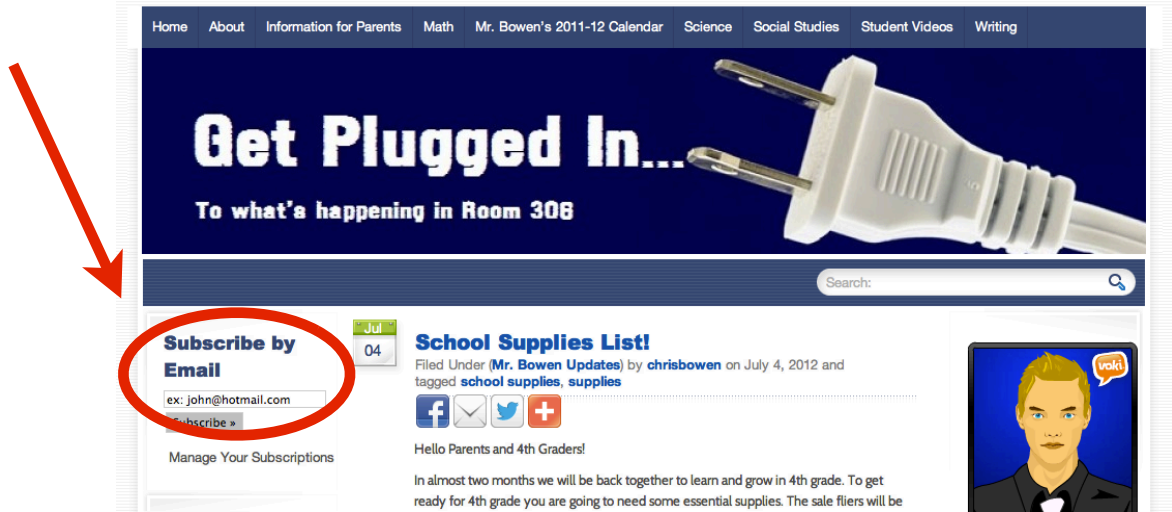 Home About Information for Parents Math Mr. Bowen's 2011-12 Calendar Science Social Studies Student Videos Writing
Get Plugged In...
To what's happening in Room 306
Search:
Subscribe by
Email
ex: john@hotmail.com
Subscribe »
Manage Your Subscriptions
Jul
04
School Supplies List!
Filed Under (Mr. Bowen Updates) by chrisbowen on July 4, 2012 and
tagged school supplies, supplies
Hello Parents and 4th Graders!
In almost two months we will be back together to learn and grow in 4th grade. To get
ready for 4th grade you are going to need some essential supplies. The sale fliers will be
voki